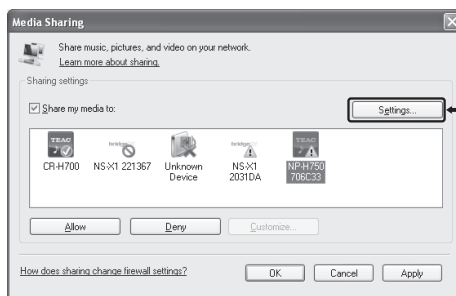 Media Sharing
Share music, pictures, and video on your network.
Learn more about sharing.
Sharing settings
Share my media to:
Settings...
TEAC
TEAC
CR-H700
NS-X1 221367
Unknown Device
NS-X1 2031DA
NP-H750 706C33
Allow
Deny
Customize...
How does sharing change firewall settings?
OK
Cancel
Apply